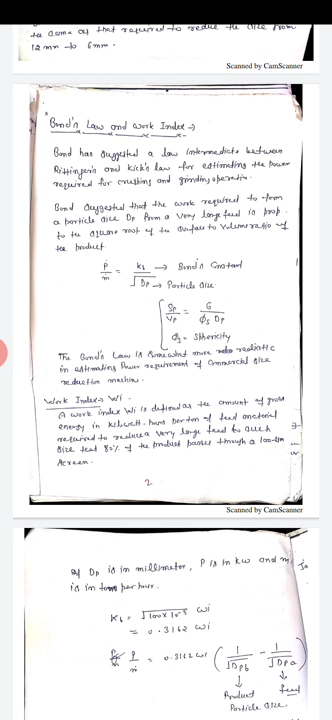 the same as that required to reduce the size from
12mm to 6mm.
Scanned by CamScanner
"Bond's Law and Work Index →
Bond has suggested a law intermediate between
Rittinger's and Kick's law for estimating the power
required for crushing and grinding operation.
Bond suggested that the work required to form
a particle size Dp from a very large feed is prop.
to the square root of the surface to volume ratio of
the product
P/ṁ = Kb/√Dp → Bond's Constant
→ Particle size
Sp/Vp = 6/Φs Dp
Φs = Sphericity
The Bond's Law is somewhat more realistic
in estimating Power requirement of commercial size
reduction machine.
Work Index → Wi
A work index Wi is defined as the amount of gross
energy in kilowatt-hours per ton of feed material
required to reduce a very large feed to such
size that 80% of the product passes through a 100-um
screen.
2
Scanned by CamScanner
If Dp is in millimeter, P is in kw and ṁ
is in tons per hour.
Kb = √100x10⁻³ Wi
= 0.3162 Wi
P/ṁ = 0.3162 Wi (1/√Dpb - 1/√Dpa)
↓ ↓
Product feed
Particle size